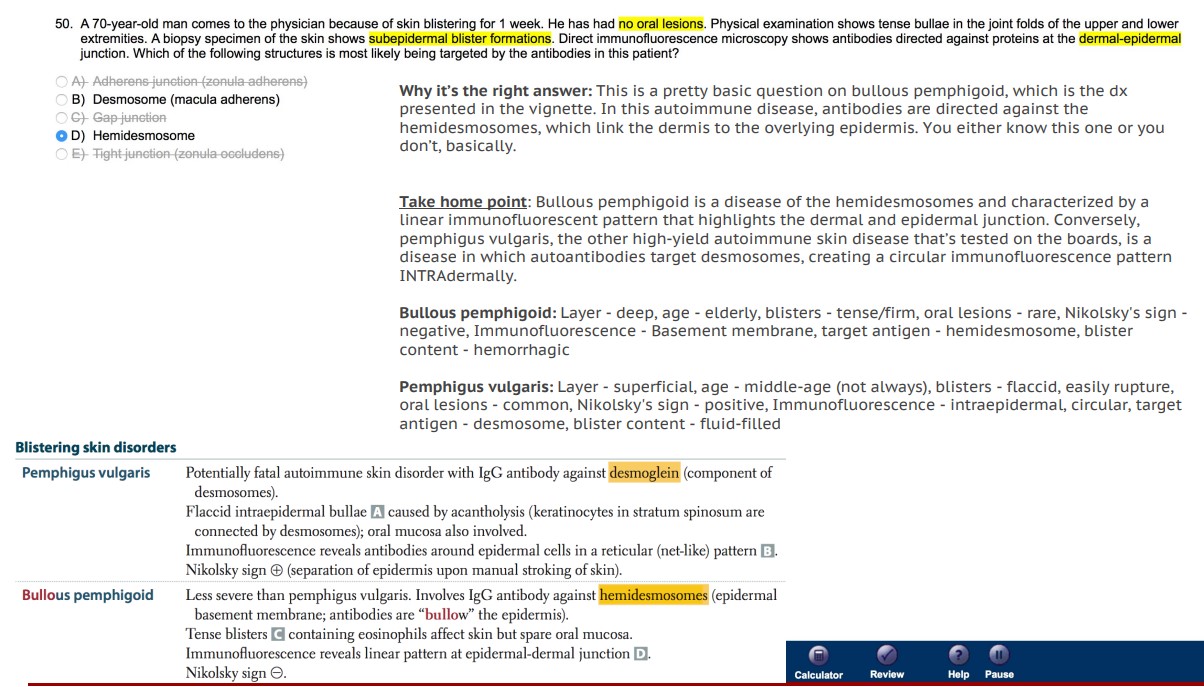 50. A 70-year-old man comes to the physician because of skin blistering for 1 week. He has had no oral lesions. Physical examination shows tense bullae in the joint folds of the upper and lower
extremities. A biopsy specimen of the skin shows subepidermal blister formations. Direct immunofluorescence microscopy shows antibodies directed against proteins at the dermal-epidermal
junction. Which of the following structures is most likely being targeted by the antibodies in this patient?
A) Adherens junction (zonula adherens)
B) Desmosome (macula adherens)
C) Gap junction
D) Hemidesmosome
E) Tight junction (zonula occludens)
Why it's the right answer: This is a pretty basic question on bullous pemphigoid, which is the dx
presented in the vignette. In this autoimmune disease, antibodies are directed against the
hemidesmosomes, which link the dermis to the overlying epidermis. You either know this one or you
don't, basically.
Take home point: Bullous pemphigoid is a disease of the hemidesmosomes and characterized by a
linear immunofluorescent pattern that highlights the dermal and epidermal junction. Conversely,
pemphigus vulgaris, the other high-yield autoimmune skin disease that's tested on the boards, is a
disease in which autoantibodies target desmosomes, creating a circular immunofluorescence pattern
INTRAdermally.
Bullous pemphigoid: Layer - deep, age - elderly, blisters - tense/firm, oral lesions - rare, Nikolsky's sign -
negative, Immunofluorescence - Basement membrane, target antigen - hemidesmosome, blister
content - hemorrhagic
Pemphigus vulgaris: Layer - superficial, age - middle-age (not always), blisters - flaccid, easily rupture,
oral lesions - common, Nikolsky's sign - positive, Immunofluorescence - intraepidermal, circular, target
antigen - desmosome, blister content - fluid-filled
Blistering skin disorders
Pemphigus vulgaris Potentially fatal autoimmune skin disorder with IgG antibody against desmoglein (component of
desmosomes).
Flaccid intraepidermal bullae A caused by acantholysis (keratinocytes in stratum spinosum are
connected by desmosomes); oral mucosa also involved.
Immunofluorescence reveals antibodies around epidermal cells in a reticular (net-like) pattern B.
Nikolsky sign ⊕ (separation of epidermis upon manual stroking of skin).
Bullous pemphigoid Less severe than pemphigus vulgaris. Involves IgG antibody against hemidesmosomes (epidermal
basement membrane; antibodies are “bullow” the epidermis).
Tense blisters C containing eosinophils affect skin but spare oral mucosa.
Immunofluorescence reveals linear pattern at epidermal-dermal junction D.
Nikolsky sign ⊖.
Calculator Review Help Pause